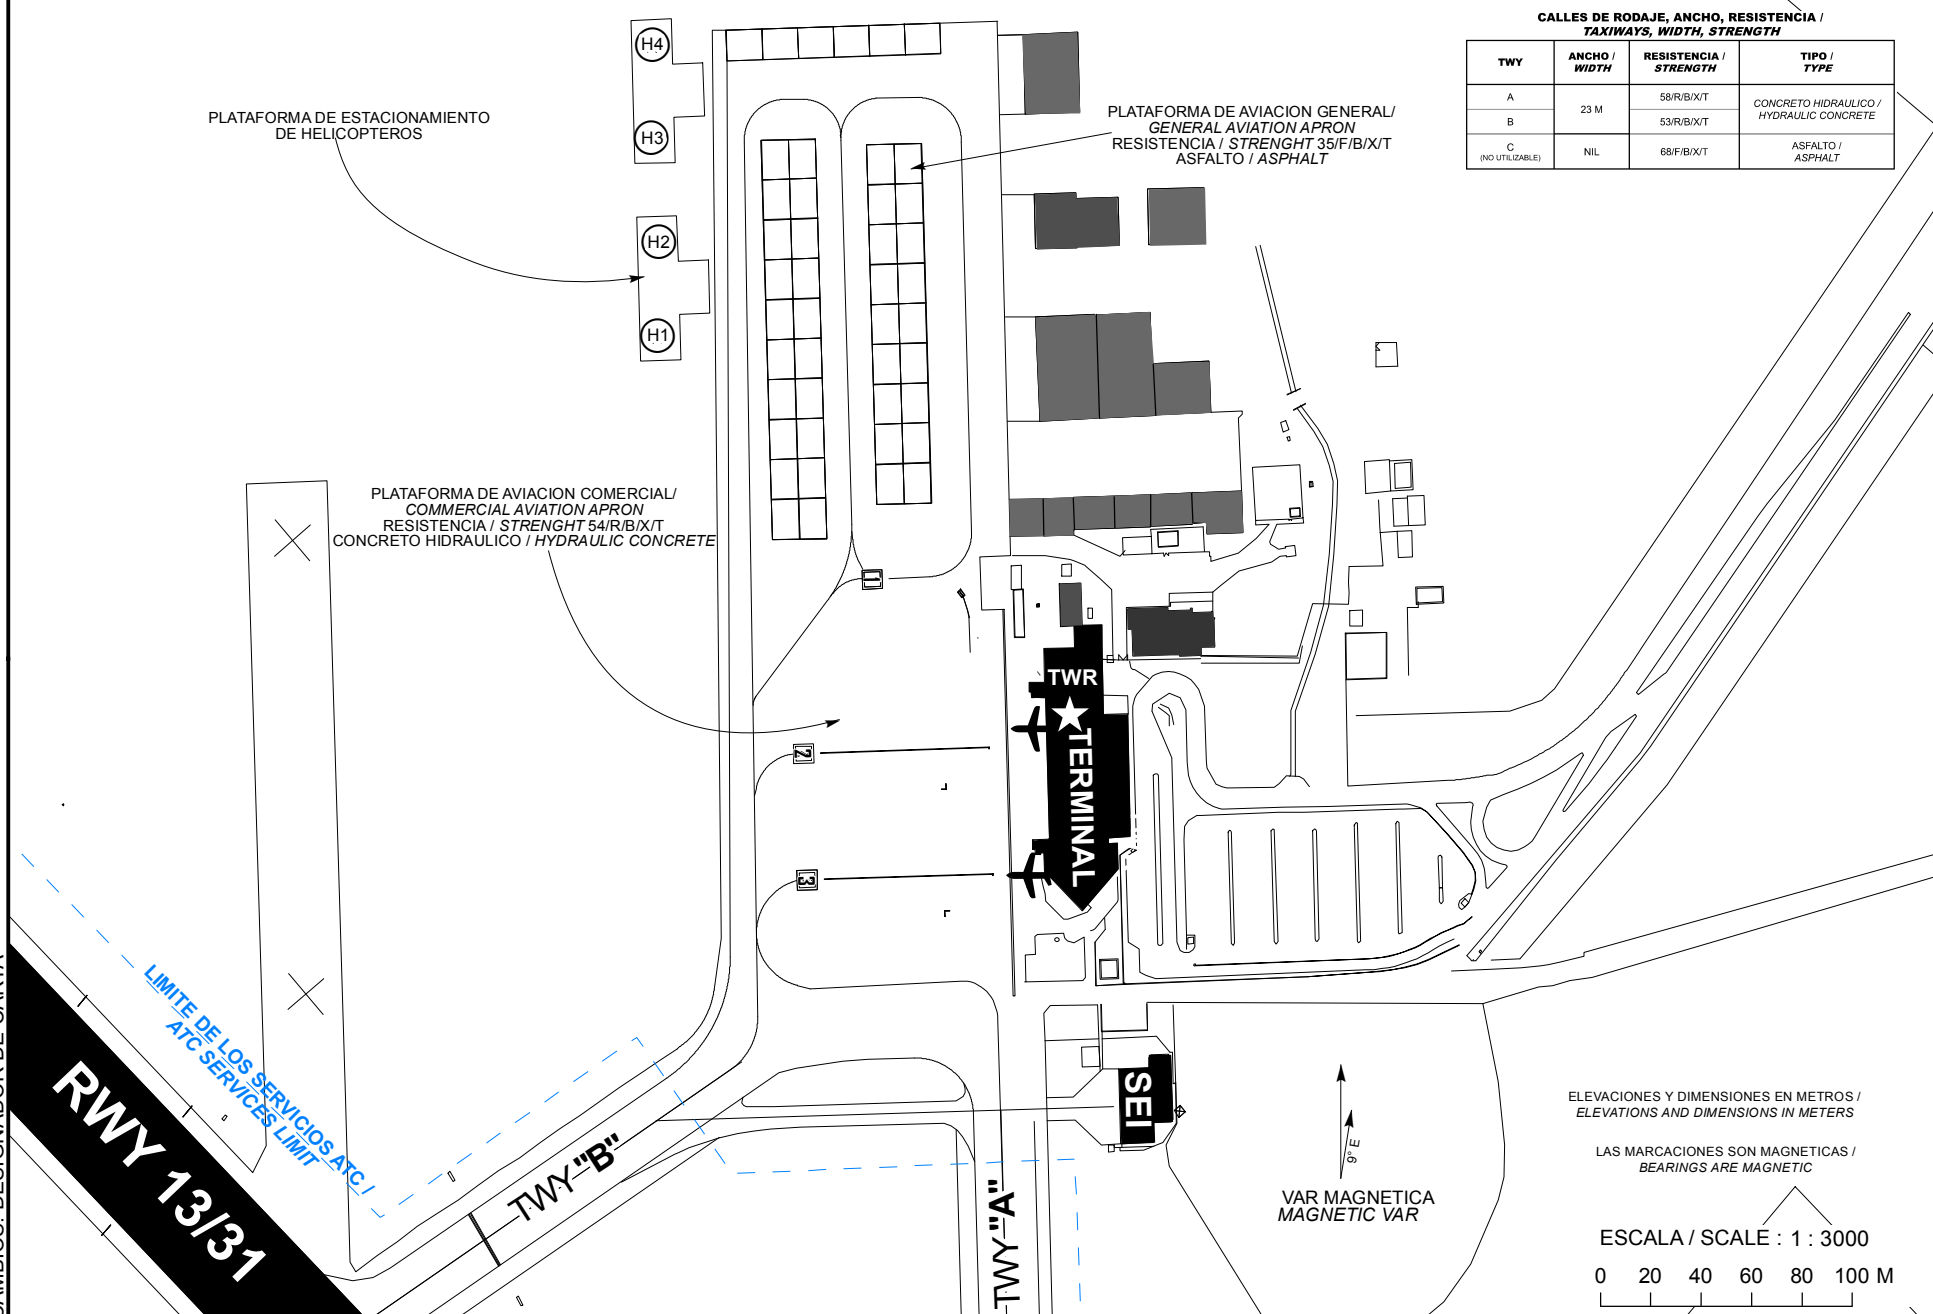 CALLES DE RODAJE, ANCHO, RESISTENCIA /
TAXIWAYS, WIDTH, STRENGTH
TWY
ANCHO /
WIDTH
RESISTENCIA /
STRENGTH
TIPO /
TYPE
A
23 M
58/R/B/X/T
CONCRETO HIDRAULICO /
HYDRAULIC CONCRETE
B
53/R/B/X/T
C
(NO UTILIZABLE)
NIL
68/F/B/X/T
ASFALTO /
ASPHALT
H4
H3
H2
H1
PLATAFORMA DE ESTACIONAMIENTO
DE HELICOPTEROS
PLATAFORMA DE AVIACION GENERAL/
GENERAL AVIATION APRON
RESISTENCIA / STRENGHT 35/F/B/X/T
ASFALTO / ASPHALT
PLATAFORMA DE AVIACION COMERCIAL/
COMMERCIAL AVIATION APRON
RESISTENCIA / STRENGHT 54/R/B/X/T
CONCRETO HIDRAULICO / HYDRAULIC CONCRETE
1
2
3
TWR
TERMINAL
SEI
LIMITE DE LOS SERVICIOS ATC /
ATC SERVICES LIMIT
RWY 13/31
TWY "B"
TWY "A"
9° E
VAR MAGNETICA
MAGNETIC VAR
ELEVACIONES Y DIMENSIONES EN METROS /
ELEVATIONS AND DIMENSIONS IN METERS
LAS MARCACIONES SON MAGNETICAS /
BEARINGS ARE MAGNETIC
ESCALA / SCALE : 1 : 3000
0 20 40 60 80 100 M